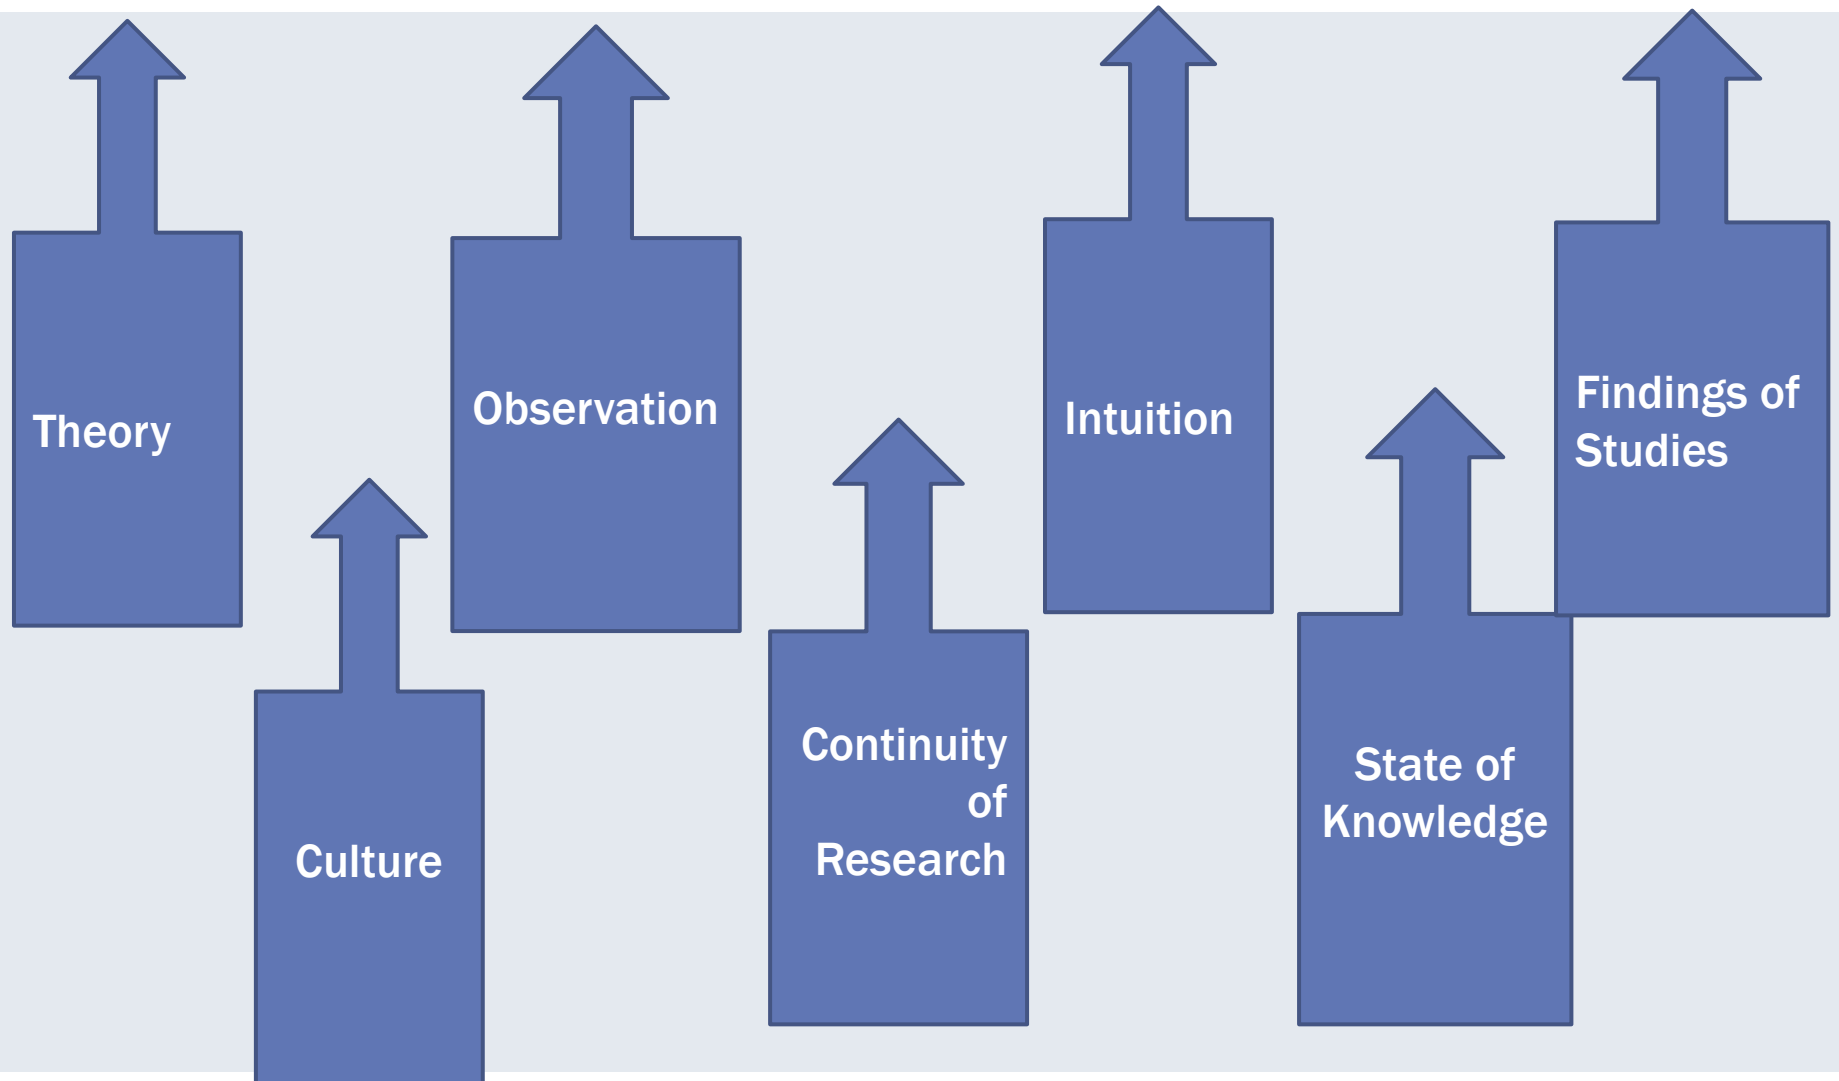 Theory
Culture
Observation
Continuity
of
Research
Intuition
State of
Knowledge
Findings of
Studies